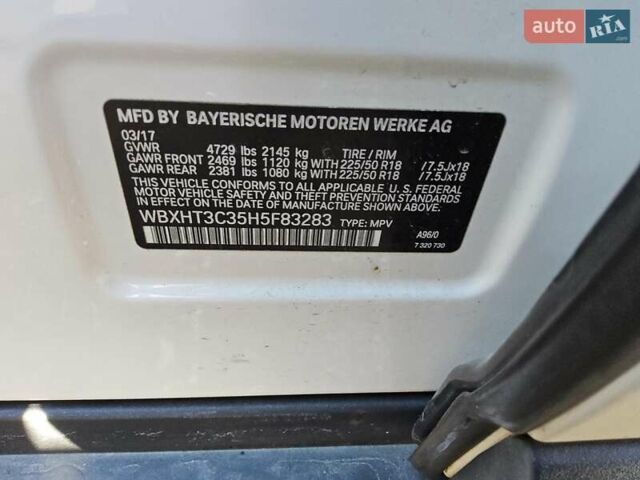 auto RIA .com
MFD BY BAYERISCHE MOTOREN WERKE AG
03/17
GVWR 4729 lbs 2145 kg TIRE / RIM
GAWR FRONT 2469 lbs 1120 kg WITH 225/50 R18 /7.5Jx18
GAWR REAR 2381 lbs 1080 kg WITH 225/50 R18 /7.5Jx18
THIS VEHICLE CONFORMS TO ALL APPLICABLE U. S. FEDERAL
MOTOR VEHICLE SAFETY AND THEFT PREVENTION STANDARDS
IN EFFECT ON THE DATE OF MANUFACTURE SHOWN ABOVE.
WBXHT3C35H5F83283 TYPE: MPV
A96/0
7 320 730